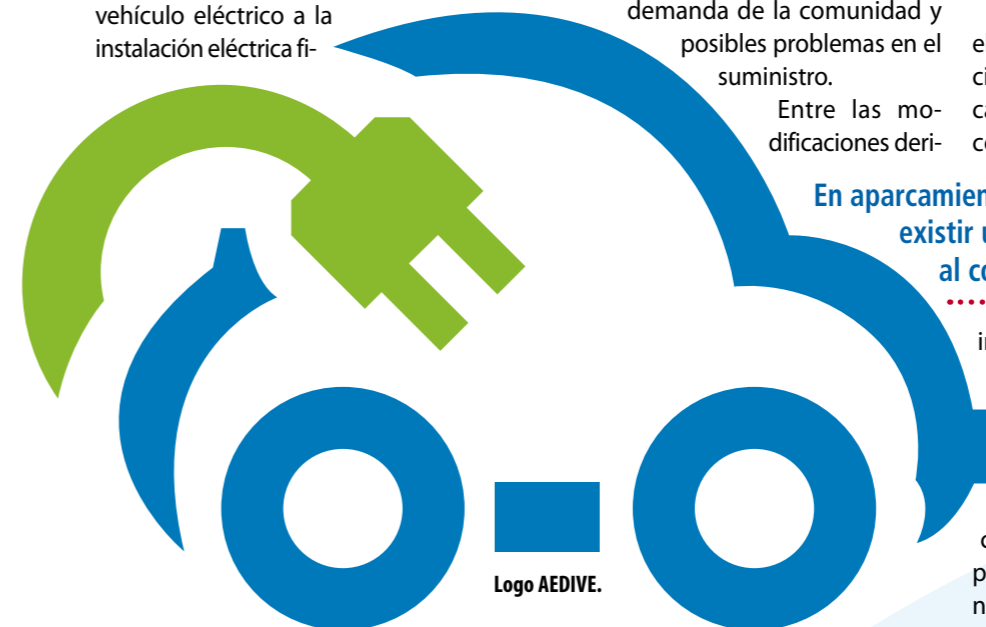 vehículo eléctrico a la
instalación eléctrica fi-
demanda de la comunidad y
posibles problemas en el
suministro.
Entre las mo-
dificaciones deri-
En aparcamien
existir
al co
Logo AEDIVE.